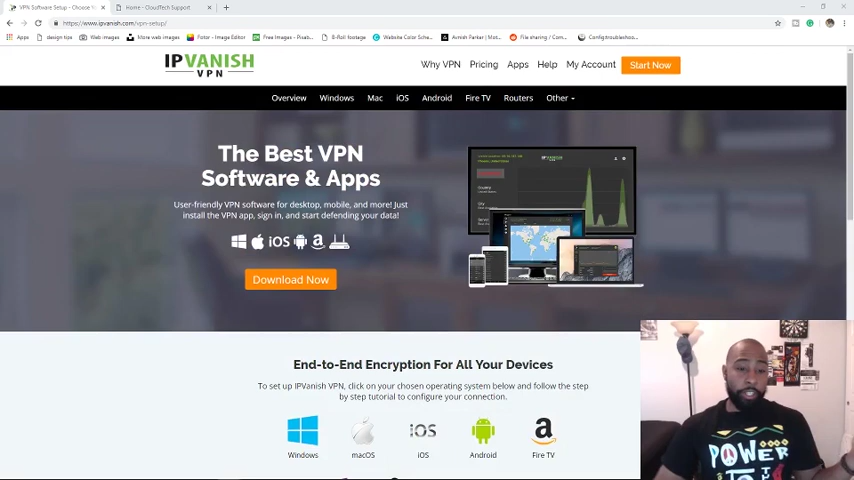 VPN Software Setup - Choose Y
Home - CloudTech Support
https://www.ipvanish.com/vpn-setup/
Apps
design tips
Web images
More web images
Fotor - Image Editor
Free Images - Pixab...
B-Roll footage
Website Color Sche...
Avnish Parker | Mot...
File sharing / Com...
Config/troubleshoo...
IPVANISH
VPN
Why VPN
Pricing
Apps
Help
My Account
Start Now
Overview
Windows
Mac
iOS
Android
Fire TV
Routers
Other
The Best VPN
Software & Apps
User-friendly VPN software for desktop, mobile, and more! Just
install the VPN app, sign in, and start defending your data!
iOS
Download Now
End-to-End Encryption For All Your Devices
To set up IPVanish VPN, click on your chosen operating system below and follow the step
by step tutorial to configure your connection.
iOS
Windows
macOS
iOS
Android
Fire TV
POWER
TO